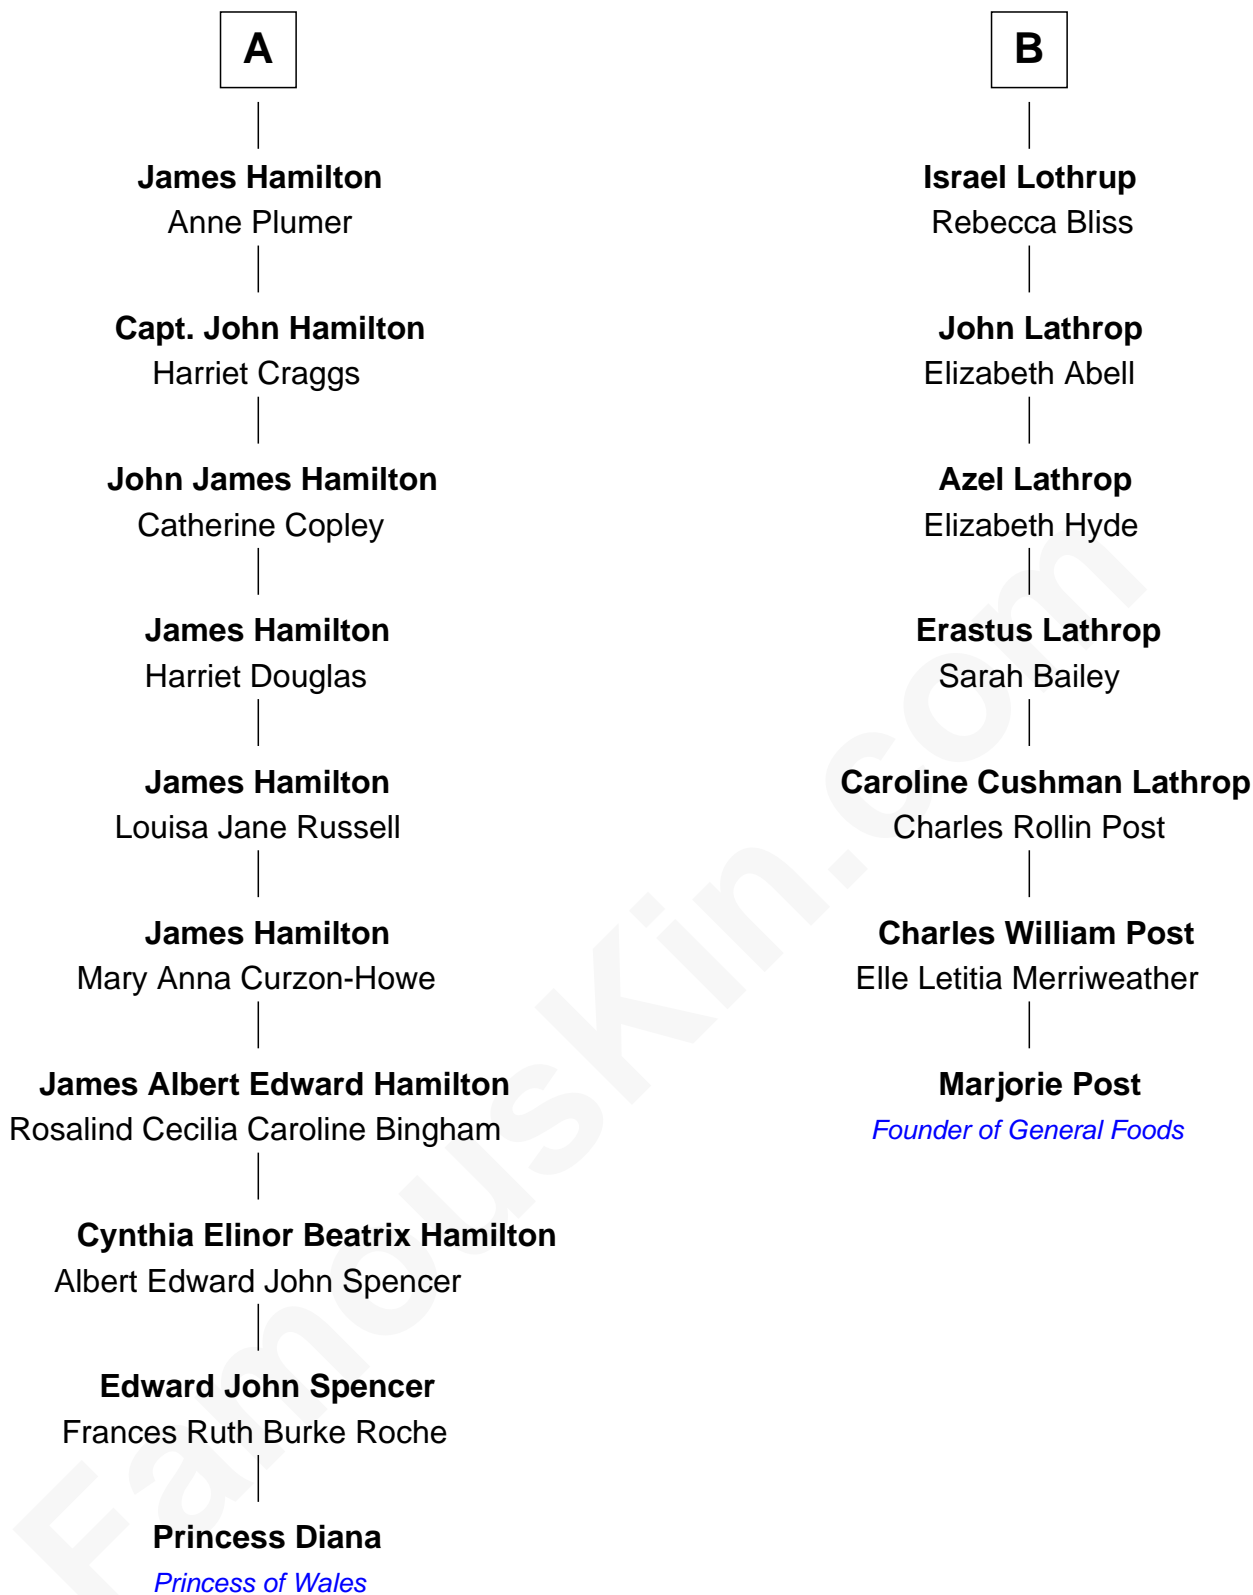 A
James Hamilton
Anne Plumer
Capt. John Hamilton
Harriet Craggs
John James Hamilton
Catherine Copley
James Hamilton
Harriet Douglas
James Hamilton
Louisa Jane Russell
James Hamilton
Mary Anna Curzon-Howe
James Albert Edward Hamilton
Rosalind Cecilia Caroline Bingham
Cynthia Elinor Beatrix Hamilton
Albert Edward John Spencer
Edward John Spencer
Frances Ruth Burke Roche
Princess Diana
Princess of Wales
B
Israel Lothrup
Rebecca Bliss
John Lathrop
Elizabeth Abell
Azel Lathrop
Elizabeth Hyde
Erastus Lathrop
Sarah Bailey
Caroline Cushman Lathrop
Charles Rollin Post
Charles William Post
Elle Letitia Merriweather
Marjorie Post
Founder of General Foods
FamousKin.com